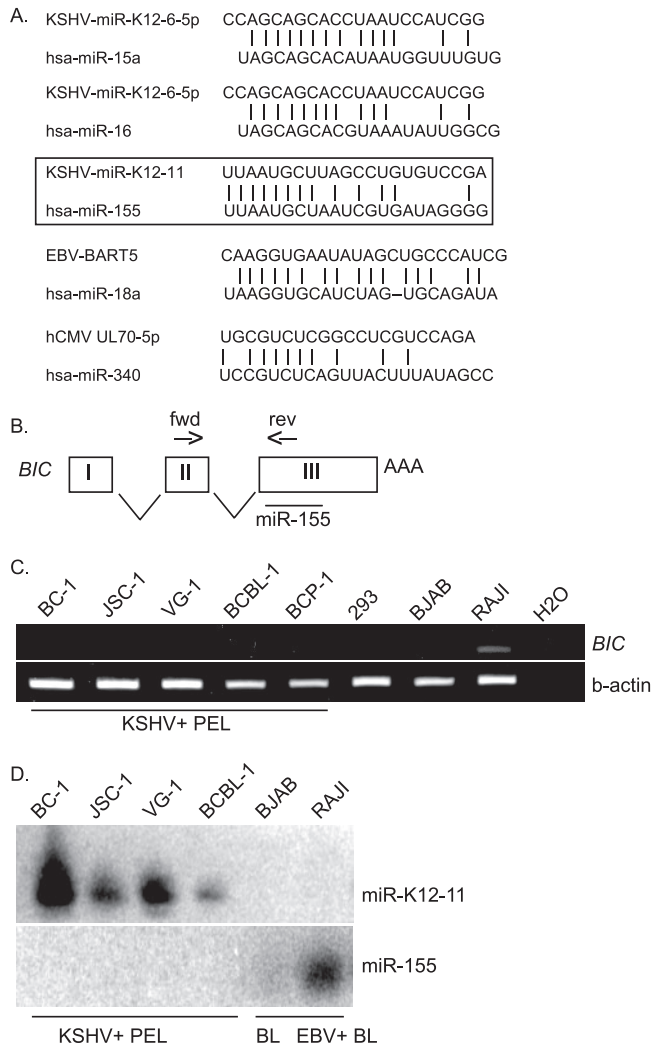 A.
KSHV-miR-K12-6-5p CCAGCAGCACCUAAUCCAUCGG
hsa-miR-15a UAGCAGCACAUAAUGGUUUGUG
KSHV-miR-K12-6-5p CCAGCAGCACCUAAUCCAUCGG
hsa-miR-16 UAGCAGCACGUAAAUAUUGGCG
KSHV-miR-K12-11 UUAAUGCUUAGCCUGUGUCCGA
hsa-miR-155 UUAAUGCUAAUCGUGAUAGGGG
EBV-BART5 CAAGGUGAAUAUAGCUGCCCAUCG
hsa-miR-18a UAAGGUGCAUCUAG–UGCAGAUA
hCMV UL70-5p UGCGUCUCGGCCUCGUCCAGA
hsa-miR-340 UCCGUCUCAGUUACUUUAUAGCC
B.
fwd rev
BIC I II III AAA
miR-155
C.
BC-1 JSC-1 VG-1 BCBL-1 BCP-1 293 BJAB RAJI H2O
BIC
b-actin
KSHV+ PEL
D.
BC-1 JSC-1 VG-1 BCBL-1 BJAB RAJI
miR-K12-11
miR-155
KSHV+ PEL BL EBV+ BL